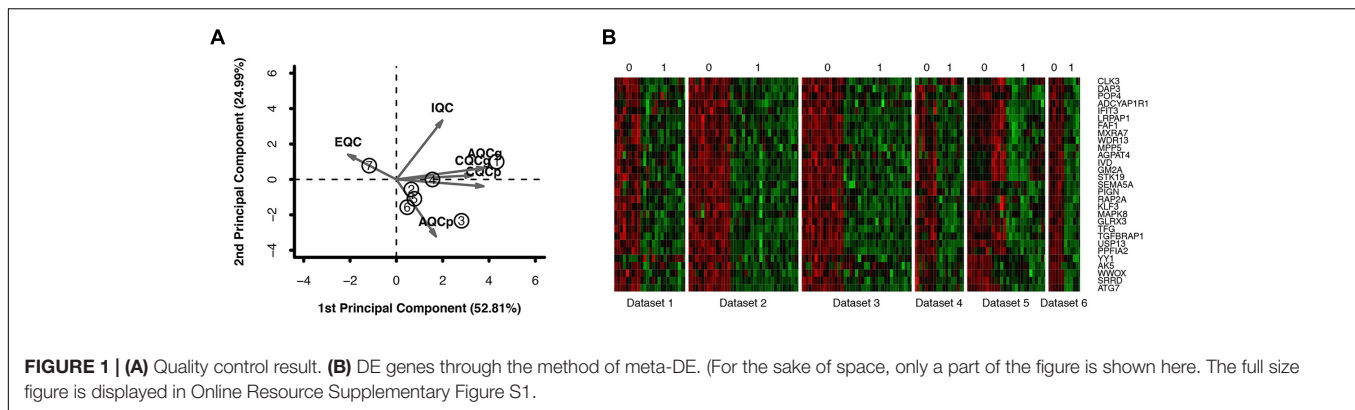 A
2nd Principal Component (24.99%)
6
4
2
0
−2
−4
IQC
EQC
AQCg
CQCg
CQCp
AQCp
1
7
4
2
5
6
3
−4 −2 0 2 4 6
1st Principal Component (52.81%)
B
0 1 0 1 0 1 0 1 0 1 0 1
CLK3
DAP3
POP4
ADCYAP1R1
IFIT3
LRPAP1
FAF1
MXRA7
WDR13
MPP5
AGPAT4
IVD
GM2A
STK19
SEMA5A
PIGN
RAP2A
KLF3
MAPK8
GLRX3
TFG
TGFBRAP1
USP13
PPFIA2
YY1
AK5
WWOX
SRRD
ATG7
Dataset 1 Dataset 2 Dataset 3 Dataset 4 Dataset 5 Dataset 6
FIGURE 1 | (A) Quality control result. (B) DE genes through the method of meta-DE. (For the sake of space, only a part of the figure is shown here. The full size
figure is displayed in Online Resource Supplementary Figure S1.